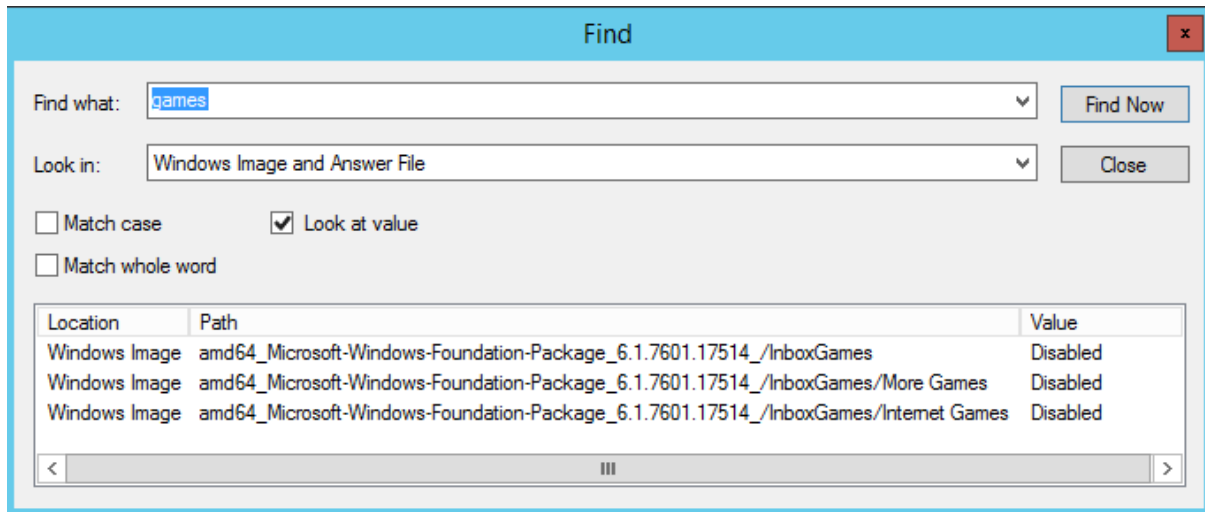 Find
x
Find what: games Find Now
Look in: Windows Image and Answer File Close
Match case Look at value
Match whole word
Location Path Value
Windows Image amd64_Microsoft-Windows-Foundation-Package_6.1.7601.17514_/InboxGames Disabled
Windows Image amd64_Microsoft-Windows-Foundation-Package_6.1.7601.17514_/InboxGames/More Games Disabled
Windows Image amd64_Microsoft-Windows-Foundation-Package_6.1.7601.17514_/InboxGames/Internet Games Disabled